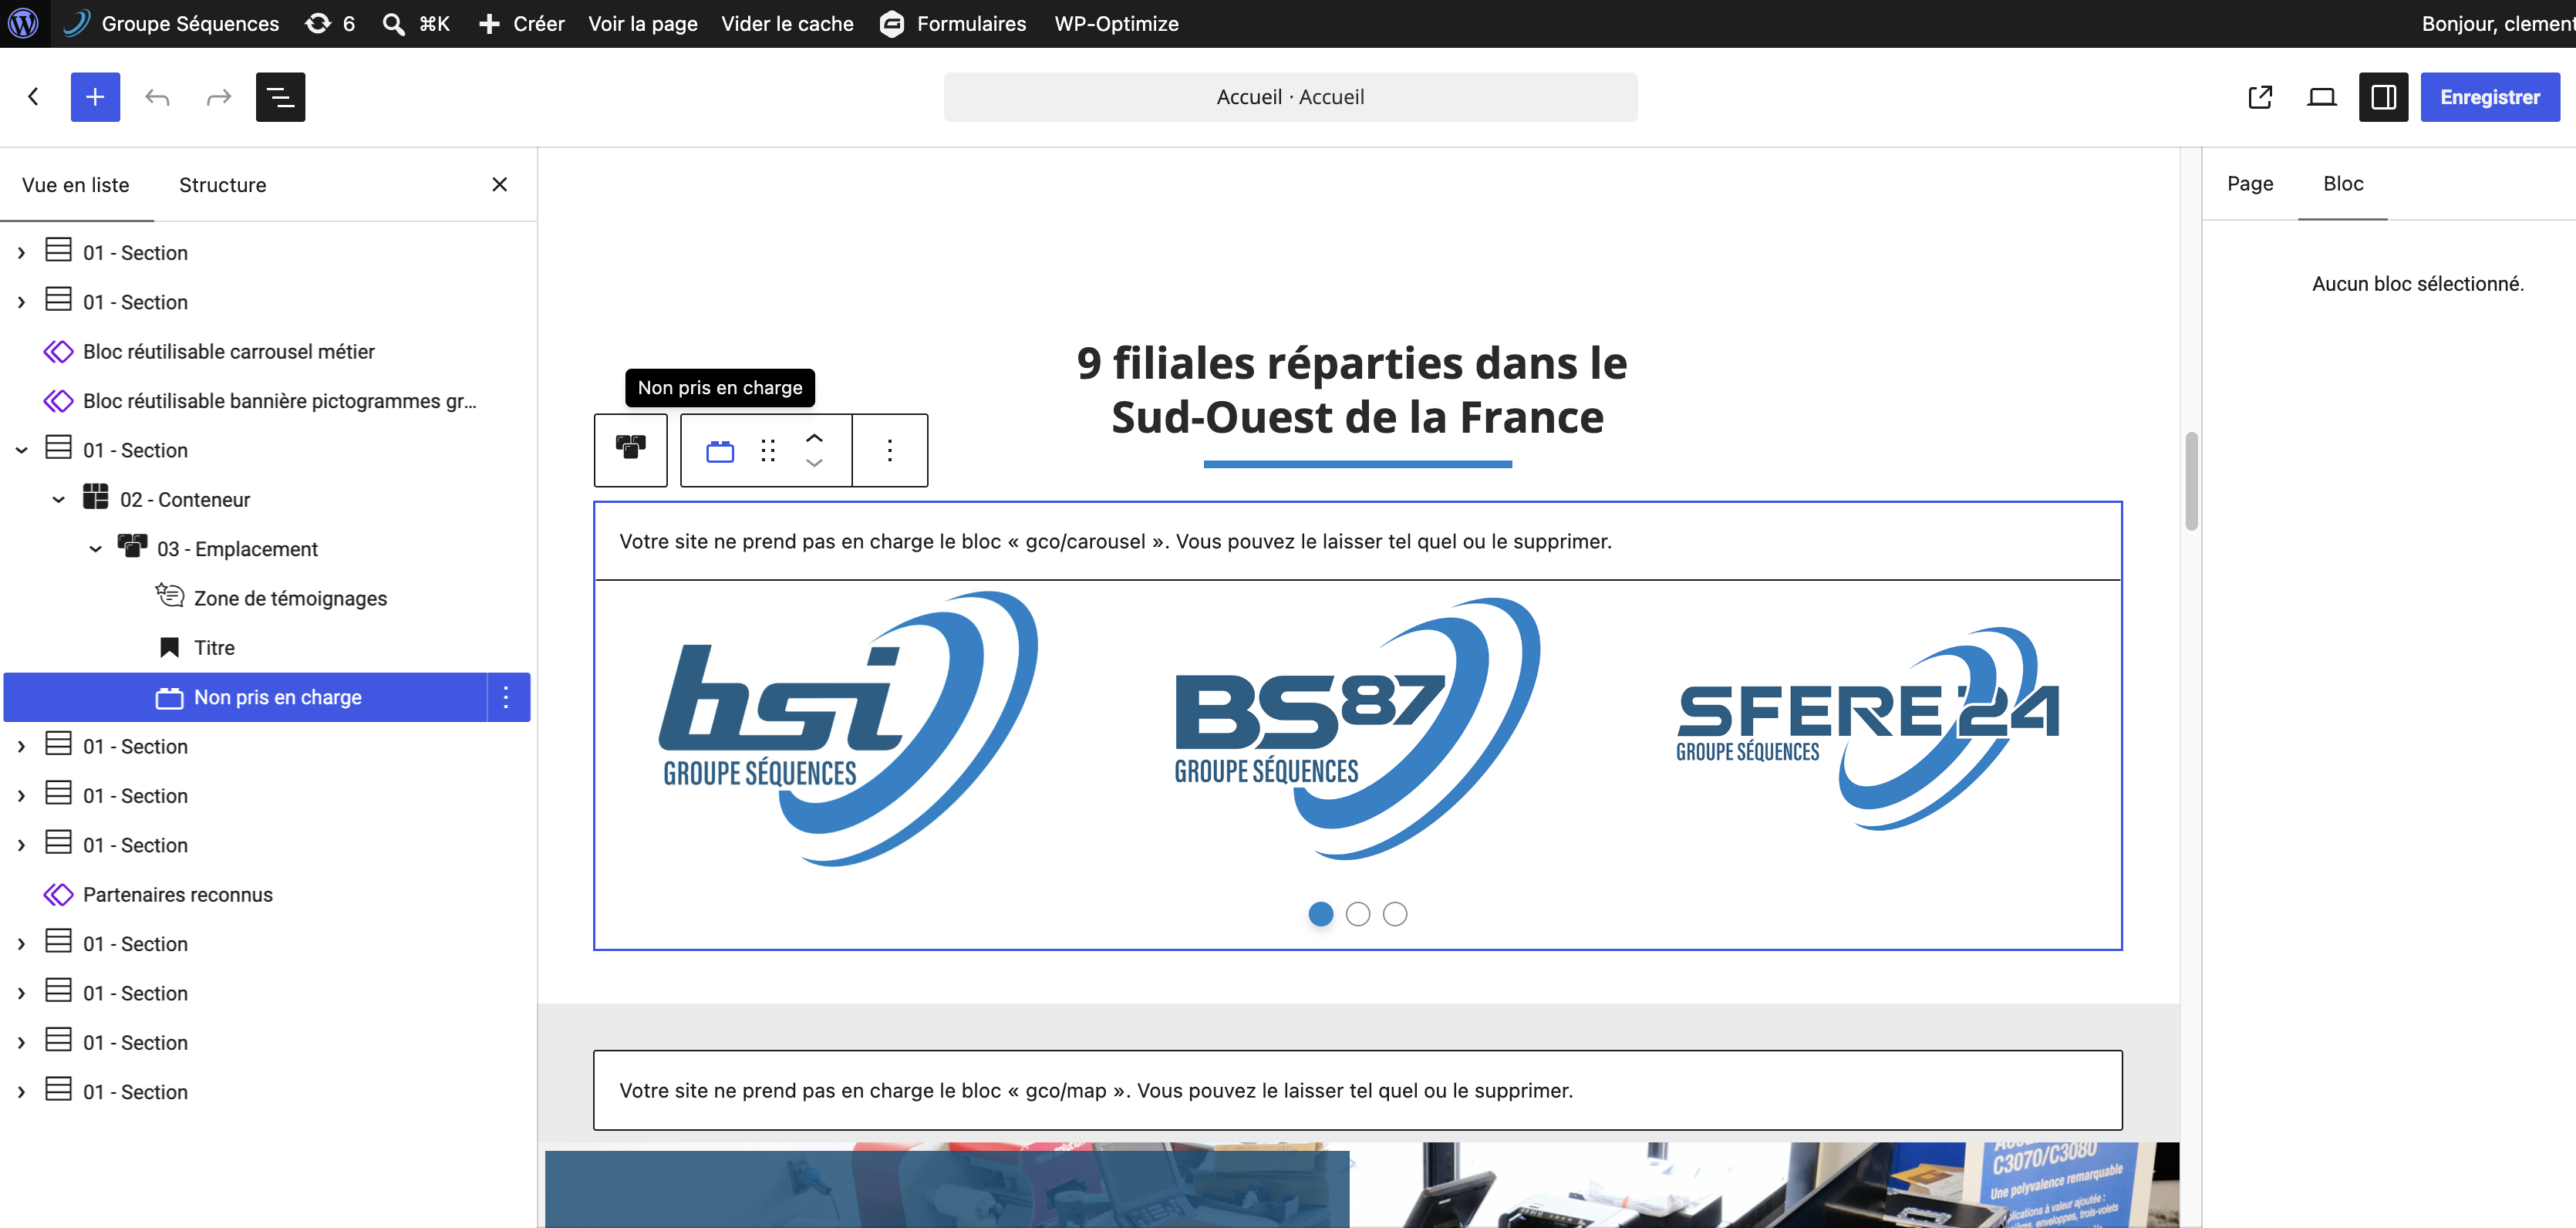 Groupe Séquences 6 ⌘K Créer Voir la page Vider le cache Formulaires WP-Optimize Bonjour, clement
Accueil · Accueil
Enregistrer
Vue en liste Structure
Page Bloc
Aucun bloc sélectionné.
01 - Section
01 - Section
Bloc réutilisable carrousel métier
Bloc réutilisable bannière pictogrammes gr...
01 - Section
02 - Conteneur
03 - Emplacement
Zone de témoignages
Titre
Non pris en charge
01 - Section
01 - Section
01 - Section
Partenaires reconnus
01 - Section
01 - Section
01 - Section
01 - Section
9 filiales réparties dans le
Sud-Ouest de la France
Non pris en charge
Votre site ne prend pas en charge le bloc « gco/carousel ». Vous pouvez le laisser tel quel ou le supprimer.
bsi
GROUPE SÉQUENCES
BS87
GROUPE SÉQUENCES
SFERE 24
GROUPE SÉQUENCES
Votre site ne prend pas en charge le bloc « gco/map ». Vous pouvez le laisser tel quel ou le supprimer.
C3070/C3080
Une polyvalence remarquable
à valeur ajoutée :
enveloppes, trois-volets